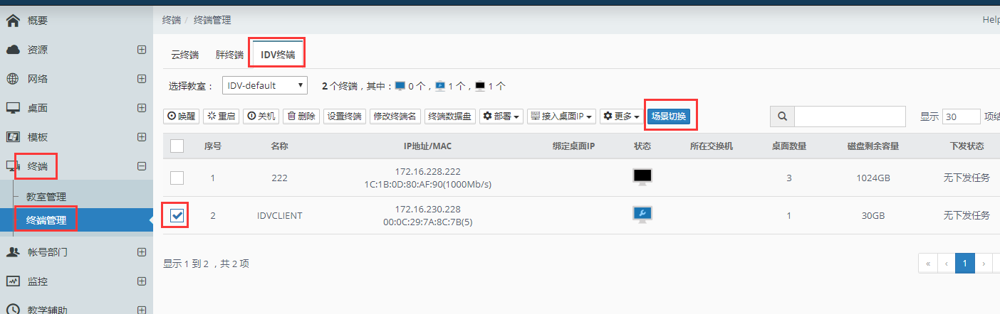 概要
资源
网络
桌面
模板
终端
教室管理
终端管理
帐号部门
监控
教学辅助
终端 / 终端管理
Help
云终端 胖终端 IDV终端
选择教室： IDV-default 2 个终端，其中： 0 个， 1 个， 1 个
唤醒 重启 关机 删除 设置终端 修改终端名 终端数据盘 部署 接入桌面IP 更多 场景切换 显示 30 项结
序号 名称 IP地址/MAC 绑定桌面IP 状态 所在交换机 桌面数量 磁盘剩余容量 下发状态
1 222 172.16.228.222 3 1024GB 无下发任务
1C:1B:0D:80:AF:90(1000Mb/s)
2 IDVCLIENT 172.16.230.228 1 30GB 无下发任务
00:0C:29:7A:8C:7B(5)
显示 1 到 2 ，共 2 项
« ‹ 1 ›